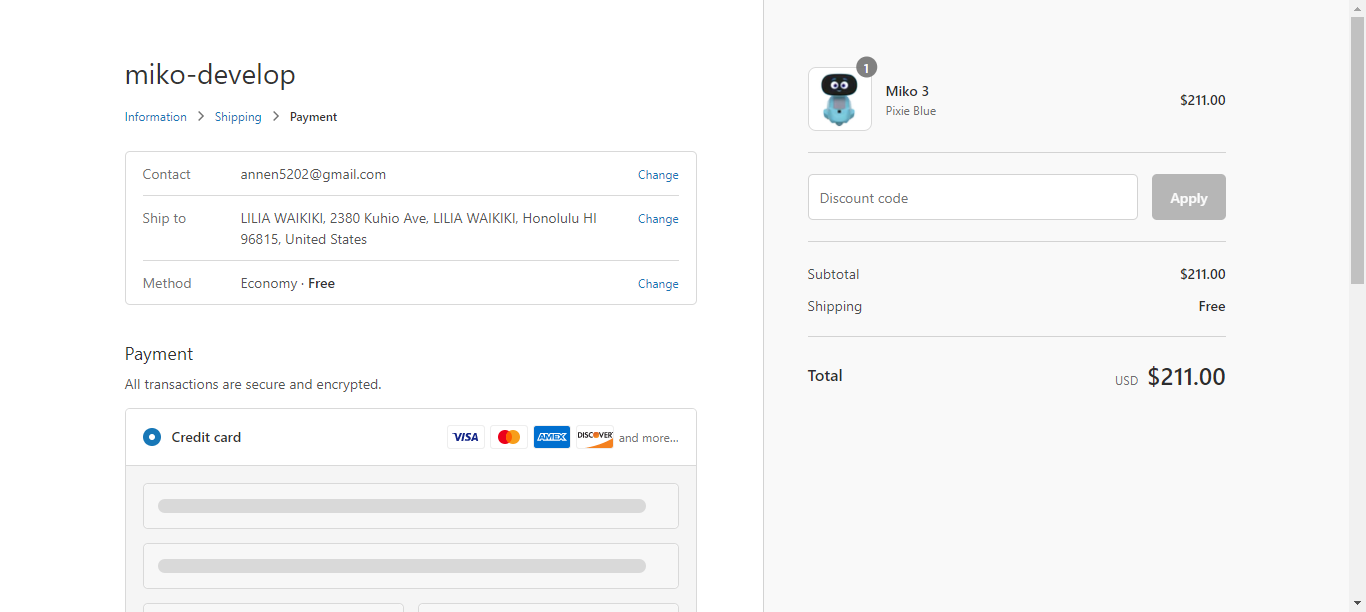 miko-develop
Information > Shipping > Payment
Contact annen5202@gmail.com Change
Ship to LILIA WAIKIKI, 2380 Kuhio Ave, LILIA WAIKIKI, Honolulu HI Change
96815, United States
Method Economy · Free Change
Payment
All transactions are secure and encrypted.
Credit card VISA AMEX DISCOVER and more...
1
Miko 3 $211.00
Pixie Blue
Discount code Apply
Subtotal $211.00
Shipping Free
Total USD $211.00